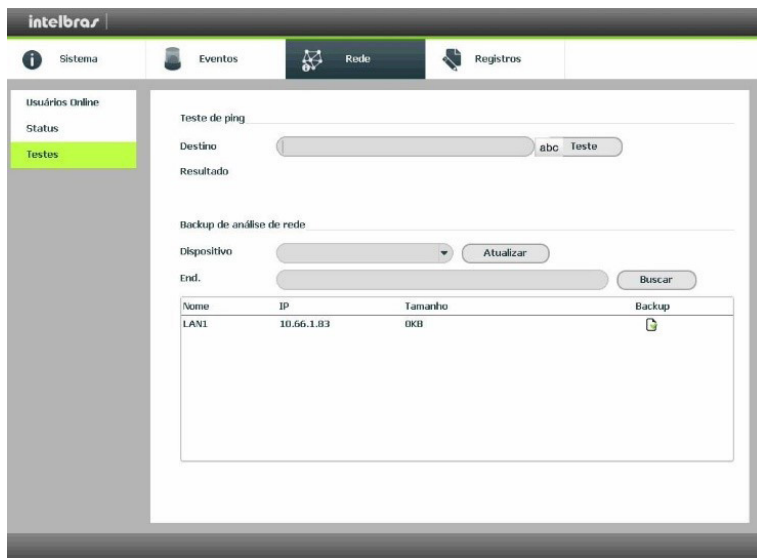 intelbras
Sistema Eventos Rede Registros
Usuários Online
Status
Testes
Teste de ping
Destino abc Teste
Resultado
Backup de análise de rede
Dispositivo Atualizar
End. Buscar
Nome IP Tamanho Backup
LAN1 10.66.1.83 0KB